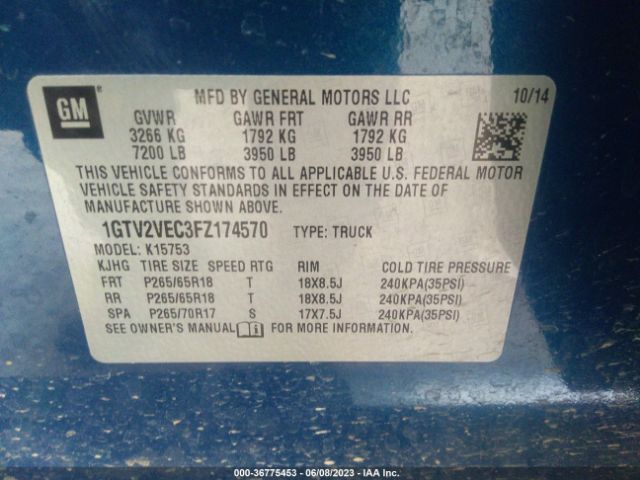 GM ®
MFD BY GENERAL MOTORS LLC 10/14
GVWR GAWR FRT GAWR RR
3266 KG 1792 KG 1792 KG
7200 LB 3950 LB 3950 LB
THIS VEHICLE CONFORMS TO ALL APPLICABLE U.S. FEDERAL MOTOR
VEHICLE SAFETY STANDARDS IN EFFECT ON THE DATE OF
MANUFACTURE SHOWN ABOVE.
1GTV2VEC3FZ174570 TYPE: TRUCK
MODEL: K15753
KJHG TIRE SIZE SPEED RTG RIM COLD TIRE PRESSURE
FRT P265/65R18 T 18X8.5J 240KPA(35PSI)
RR P265/65R18 T 18X8.5J 240KPA(35PSI)
SPA P265/70R17 S 17X7.5J 240KPA(35PSI)
SEE OWNER'S MANUAL FOR MORE INFORMATION.
000-36775453 - 06/08/2023 - IAA Inc.